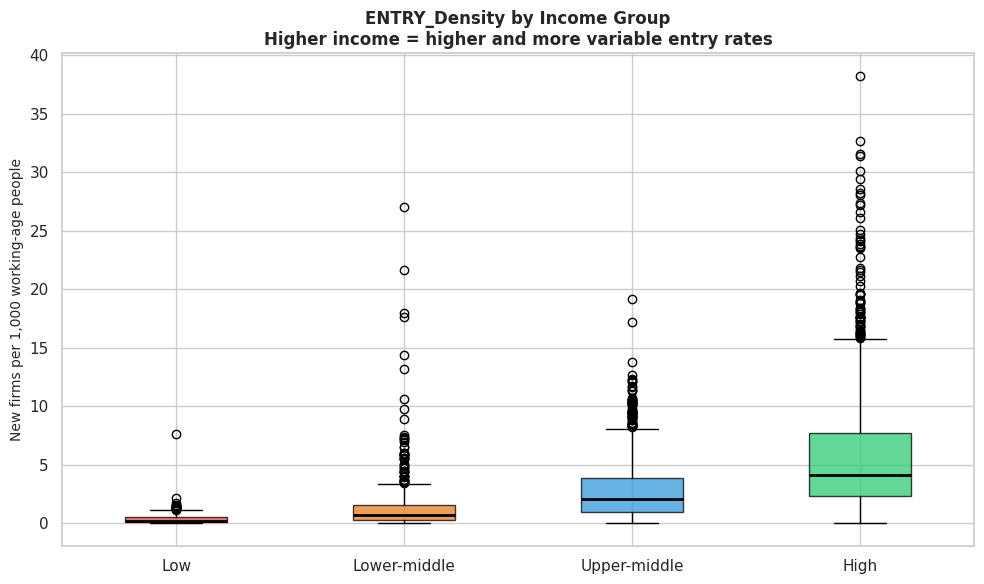 ENTRY_Density by Income Group
Higher income = higher and more variable entry rates
New firms per 1,000 working-age people
40
35
30
25
20
15
10
5
0
Low
Lower-middle
Upper-middle
High